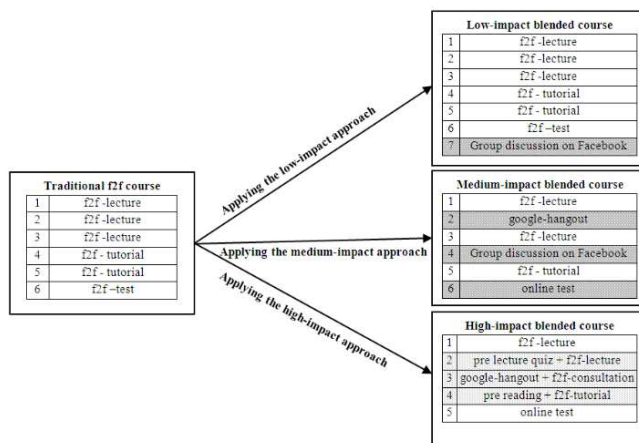 Low-impact blended course
1 f2f -lecture
2 f2f -lecture
3 f2f -lecture
4 f2f - tutorial
5 f2f - tutorial
6 f2f –test
7 Group discussion on Facebook
Applying the low-impact approach
Traditional f2f course
1 f2f -lecture
2 f2f -lecture
3 f2f -lecture
4 f2f - tutorial
5 f2f - tutorial
6 f2f –test
Applying the medium-impact approach
Medium-impact blended course
1 f2f -lecture
2 google-hangout
3 f2f -lecture
4 Group discussion on Facebook
5 f2f - tutorial
6 online test
Applying the high-impact approach
High-impact blended course
1 f2f -lecture
2 pre lecture quiz + f2f-lecture
3 google-hangout + f2f-consultation
4 pre reading + f2f-tutorial
5 online test